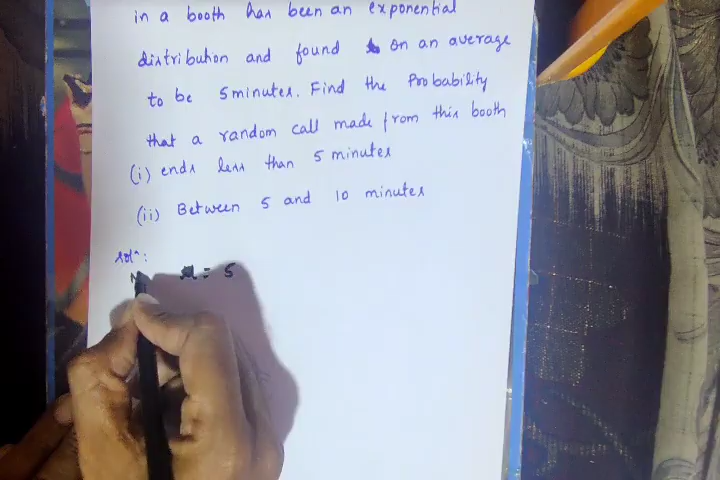 in a booth has been an exponential
distribution and found on an average
to be 5 minutes. Find the Probability
that a random call made from this booth
(i) ends less than 5 minutes
(ii) Between 5 and 10 minutes
sol^n:
= 5